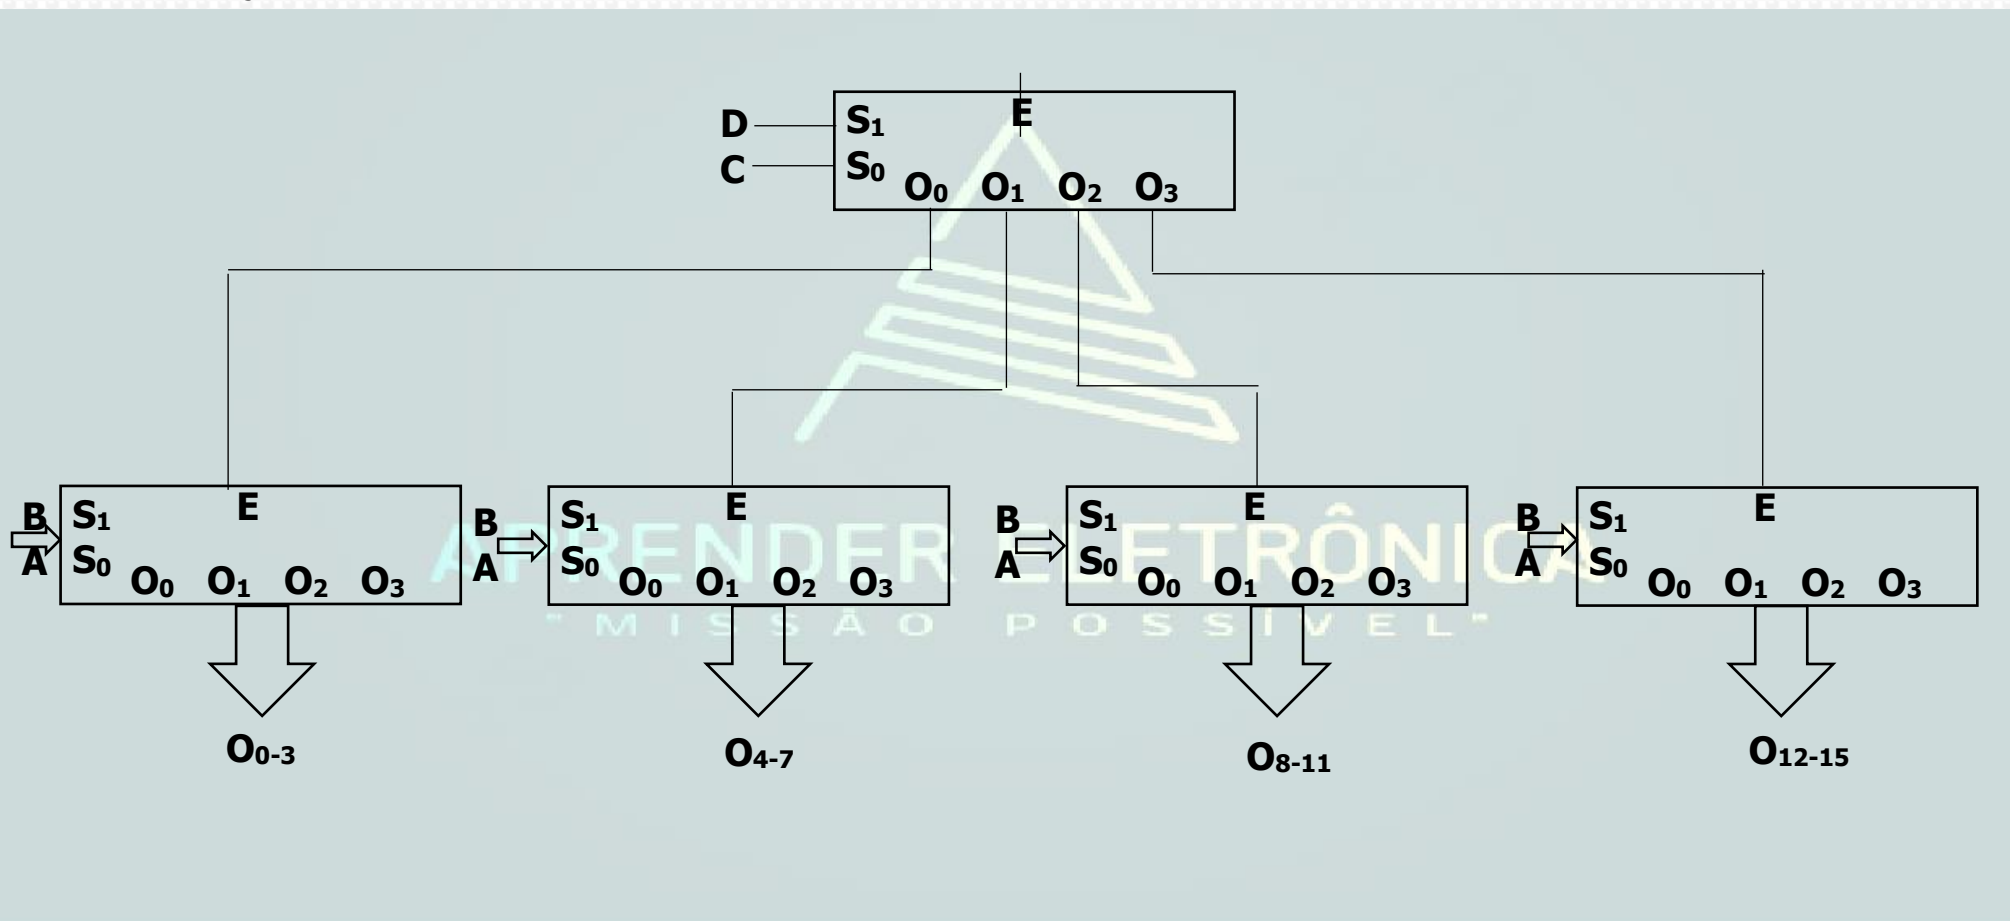 D S₁ E
C S₀
O₀ O₁ O₂ O₃
B S₁ E
A S₀
O₀ O₁ O₂ O₃
O₀₋₃
B S₁ E
A S₀
O₀ O₁ O₂ O₃
O₄₋₇
B S₁ E
A S₀
O₀ O₁ O₂ O₃
O₈₋₁₁
B S₁ E
A S₀
O₀ O₁ O₂ O₃
O₁₂₋₁₅
APRENDER ELETRÔNICA
"MISSÃO POSSÍVEL"